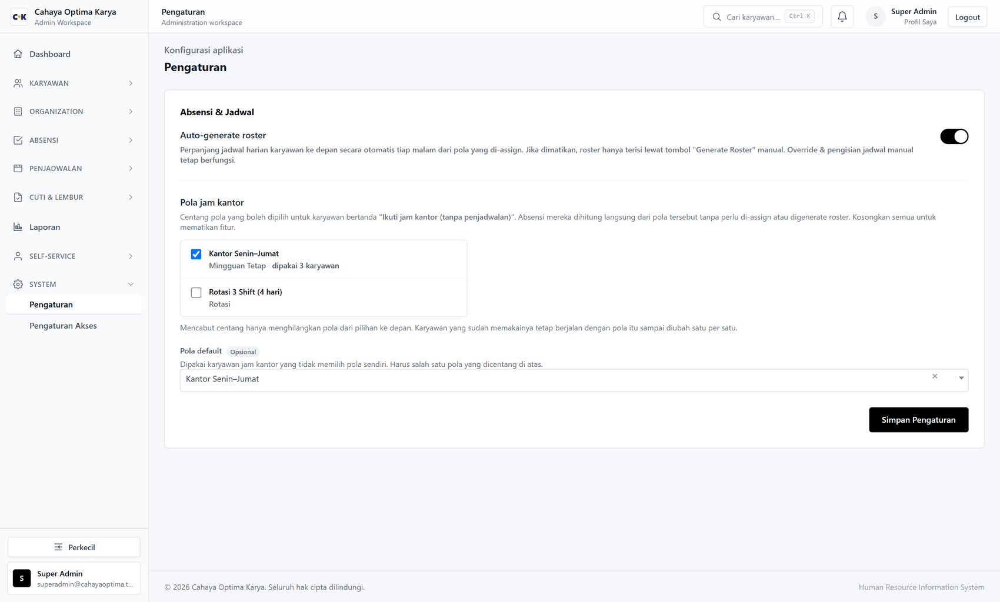 C•K
Cahaya Optima Karya
Admin Workspace
Dashboard
KARYAWAN
ORGANIZATION
ABSENSI
PENJADWALAN
CUTI & LEMBUR
Laporan
SELF-SERVICE
SYSTEM
Pengaturan
Pengaturan Akses
Perkecil
S
Super Admin
superadmin@cahayaoptima.t...
Pengaturan
Administration workspace
Cari karyawan...
Ctrl K
S
Super Admin
Profil Saya
Logout
Konfigurasi aplikasi
Pengaturan
Absensi & Jadwal
Auto-generate roster
Perpanjang jadwal harian karyawan ke depan secara otomatis tiap malam dari pola yang di-assign. Jika dimatikan, roster hanya terisi lewat tombol "Generate Roster" manual. Override & pengisian jadwal manual
tetap berfungsi.
Pola jam kantor
Centang pola yang boleh dipilih untuk karyawan bertanda "Ikuti jam kantor (tanpa penjadwalan)". Absensi mereka dihitung langsung dari pola tersebut tanpa perlu di-assign atau digenerate roster. Kosongkan semua untuk
mematikan fitur.
Kantor Senin–Jumat
Mingguan Tetap · dipakai 3 karyawan
Rotasi 3 Shift (4 hari)
Rotasi
Mencabut centang hanya menghilangkan pola dari pilihan ke depan. Karyawan yang sudah memakainya tetap berjalan dengan pola itu sampai diubah satu per satu.
Pola default Opsional
Dipakai karyawan jam kantor yang tidak memilih pola sendiri. Harus salah satu pola yang dicentang di atas.
Kantor Senin–Jumat
Simpan Pengaturan
© 2026 Cahaya Optima Karya. Seluruh hak cipta dilindungi.
Human Resource Information System